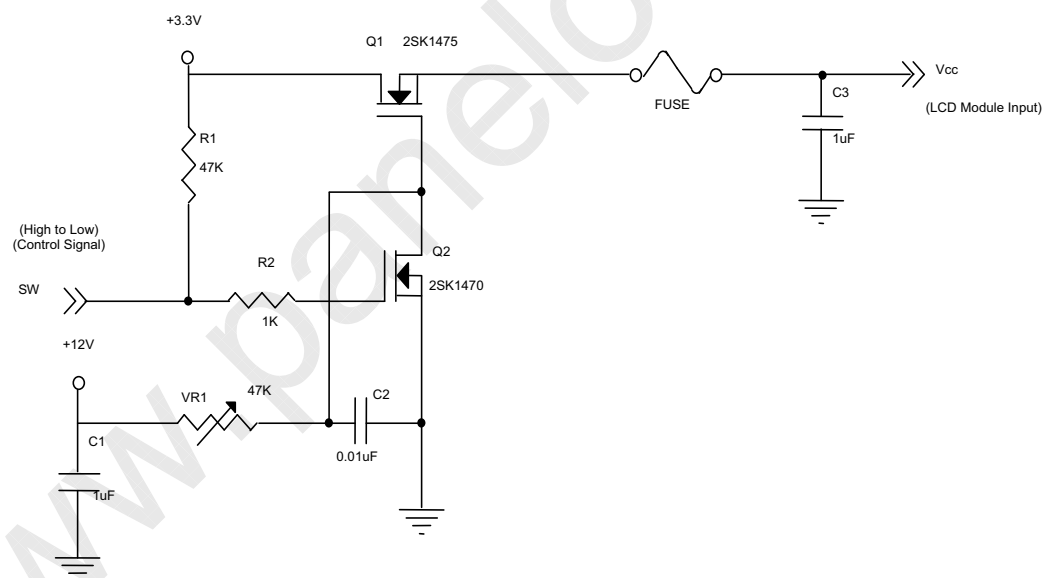 +3.3V
Q1 2SK1475
Vcc
C3
FUSE
(LCD Module Input)
R1
1uF
47K
(High to Low)
(Control Signal)
Q2
R2
SW
2SK1470
1K
+12V
VR1
47K
C2
C1
0.01uF
1uF
www.panelo